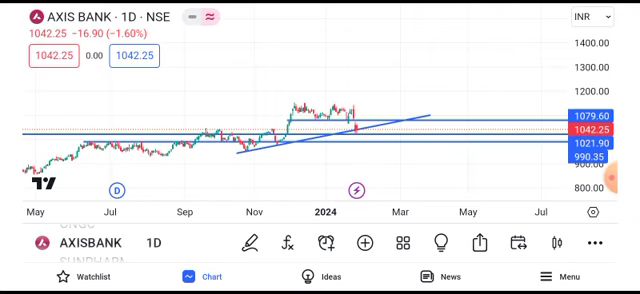 AXIS BANK · 1D · NSE
INR
1042.25 −16.90 (−1.60%)
1042.25 0.00 1042.25
1400.00
1300.00
1200.00
1079.60
1042.25
1021.90
990.35
900.00
800.00
D
May Jul Sep Nov 2024 Mar May Jul
AXISBANK 1D
Watchlist Chart Ideas News Menu